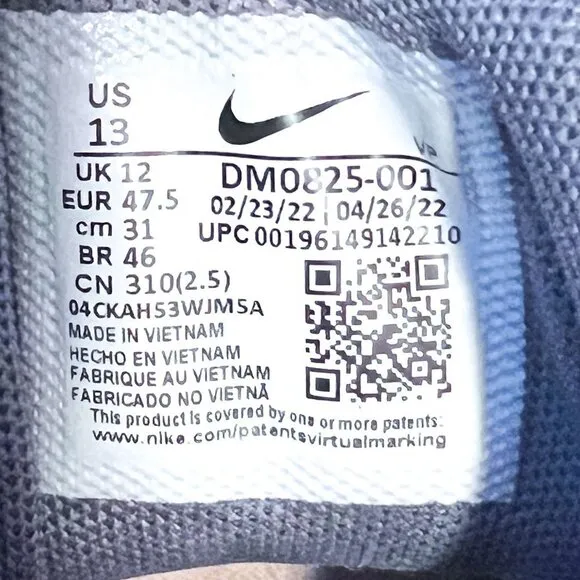 US
13
VP
UK 12
EUR 47.5
cm 31
BR 46
CN 310(2.5)
DM0825-001
02/23/22 | 04/26/22
UPC 00196149142210
04CKAH53WJM5A
MADE IN VIETNAM
HECHO EN VIETNAM
FABRIQUE AU VIETNAM
FABRICADO NO VIETNÃ
This product is covered by one or more patents:
www.nike.com/patentsvirtualmarking